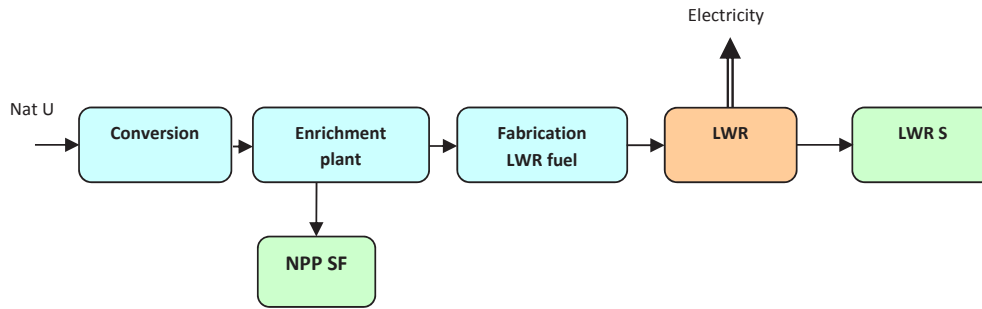 Electricity
Nat U
Conversion
Enrichment
plant
Fabrication
LWR fuel
LWR
LWR S
NPP SF